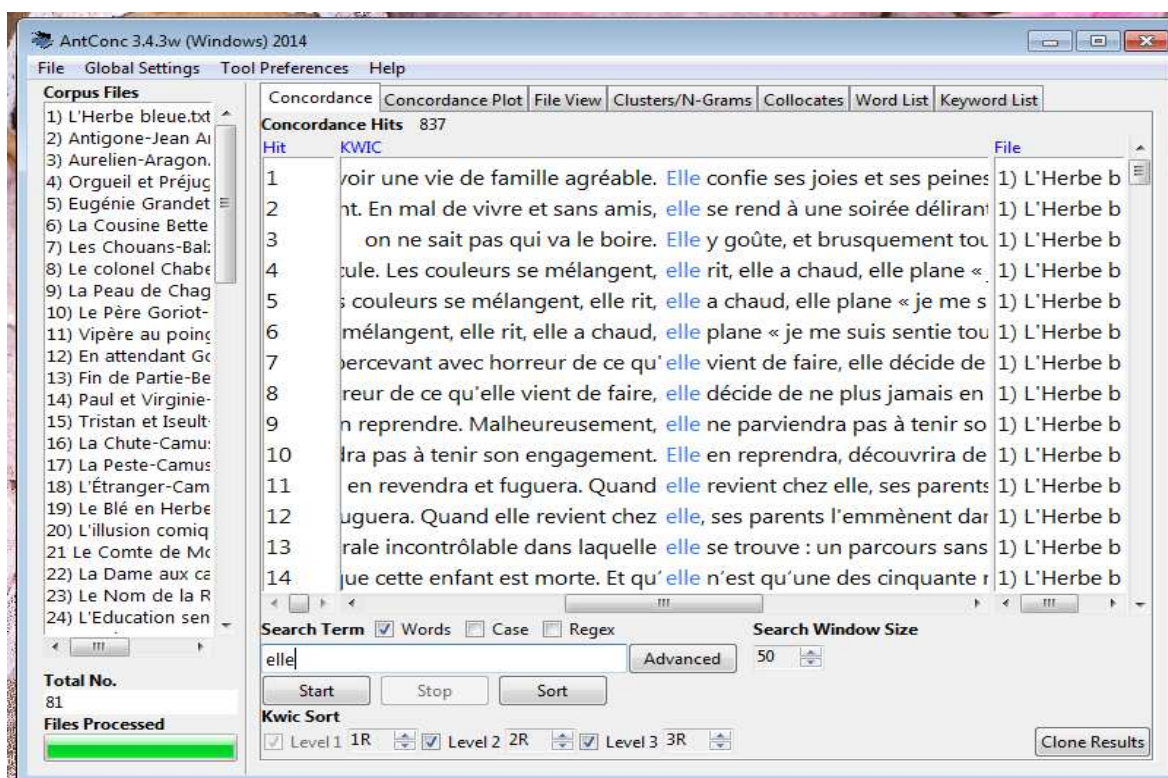 AntConc 3.4.3w (Windows) 2014
File Global Settings Tool Preferences Help
Corpus Files
1) L'Herbe bleue.txt
2) Antigone-Jean A
3) Aurelien-Aragon.
4) Orgueil et Préjug
5) Eugénie Grandet
6) La Cousine Bette
7) Les Chouans-Bal
8) Le colonel Chabe
9) La Peau de Chag
10) Le Père Goriot-
11) Vipère au poing
12) En attendant Go
13) Fin de Partie-Be
14) Paul et Virginie-
15) Tristan et Iseult-
16) La Chute-Camu
17) La Peste-Camus
18) L'Étranger-Cam
19) Le Blé en Herbe
20) L'illusion comiq
21 Le Comte de Mo
22) La Dame aux ca
23) Le Nom de la R
24) L'Education sen
Total No.
81
Files Processed
Concordance Concordance Plot File View Clusters/N-Grams Collocates Word List Keyword List
Concordance Hits 837
Hit KWIC File
1 voir une vie de famille agréable. Elle confie ses joies et ses peines 1) L'Herbe b
2 nt. En mal de vivre et sans amis, elle se rend à une soirée délirant 1) L'Herbe b
3 on ne sait pas qui va le boire. Elle y goûte, et brusquement tou 1) L'Herbe b
4 cule. Les couleurs se mélangent, elle rit, elle a chaud, elle plane « 1) L'Herbe b
5 s couleurs se mélangent, elle rit, elle a chaud, elle plane « je me s 1) L'Herbe b
6 mélangent, elle rit, elle a chaud, elle plane « je me suis sentie tou 1) L'Herbe b
7 percevant avec horreur de ce qu' elle vient de faire, elle décide de 1) L'Herbe b
8 reur de ce qu'elle vient de faire, elle décide de ne plus jamais en 1) L'Herbe b
9 n reprendre. Malheureusement, elle ne parviendra pas à tenir so 1) L'Herbe b
10 dra pas à tenir son engagement. Elle en reprendra, découvrira de 1) L'Herbe b
11 en revendra et fuguera. Quand elle revient chez elle, ses parents 1) L'Herbe b
12 uguera. Quand elle revient chez elle, ses parents l'emmènent dar 1) L'Herbe b
13 rale incontrôlable dans laquelle elle se trouve : un parcours sans 1) L'Herbe b
14 que cette enfant est morte. Et qu' elle n'est qu'une des cinquante r 1) L'Herbe b
Search Term Words Case Regex Search Window Size
elle Advanced 50
Start Stop Sort
Kwic Sort
Level 1 1R Level 2 2R Level 3 3R Clone Results